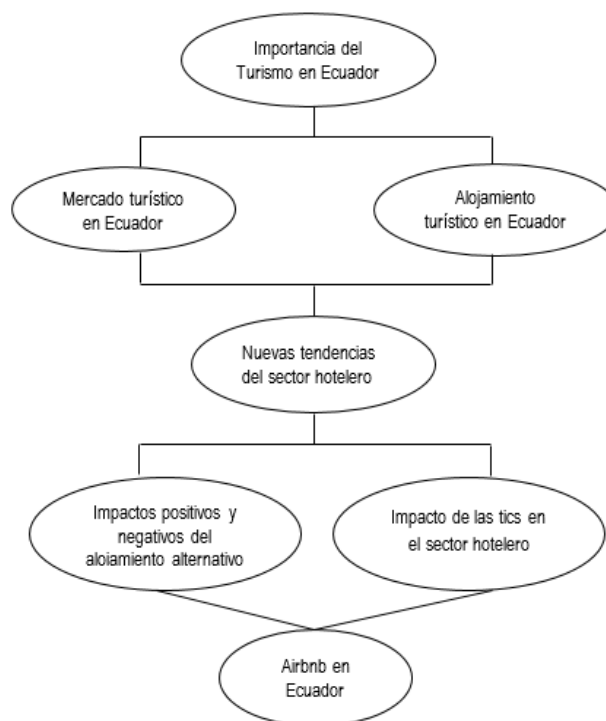 Importancia del
Turismo en Ecuador
Mercado turístico
en Ecuador
Alojamiento
turístico en Ecuador
Nuevas tendencias
del sector hotelero
Impactos positivos y
negativos del
aloiamiento alternativo
Impacto de las tics en
el sector hotelero
Airbnb en
Ecuador